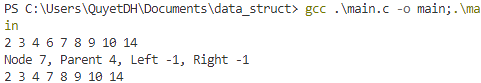 PS C:\Users\QuyetDH\Documents\data_struct> gcc .\main.c -o main;.\ma
in
2 3 4 6 7 8 9 10 14
Node 7, Parent 4, Left -1, Right -1
2 3 4 6 7 8 9 10 14